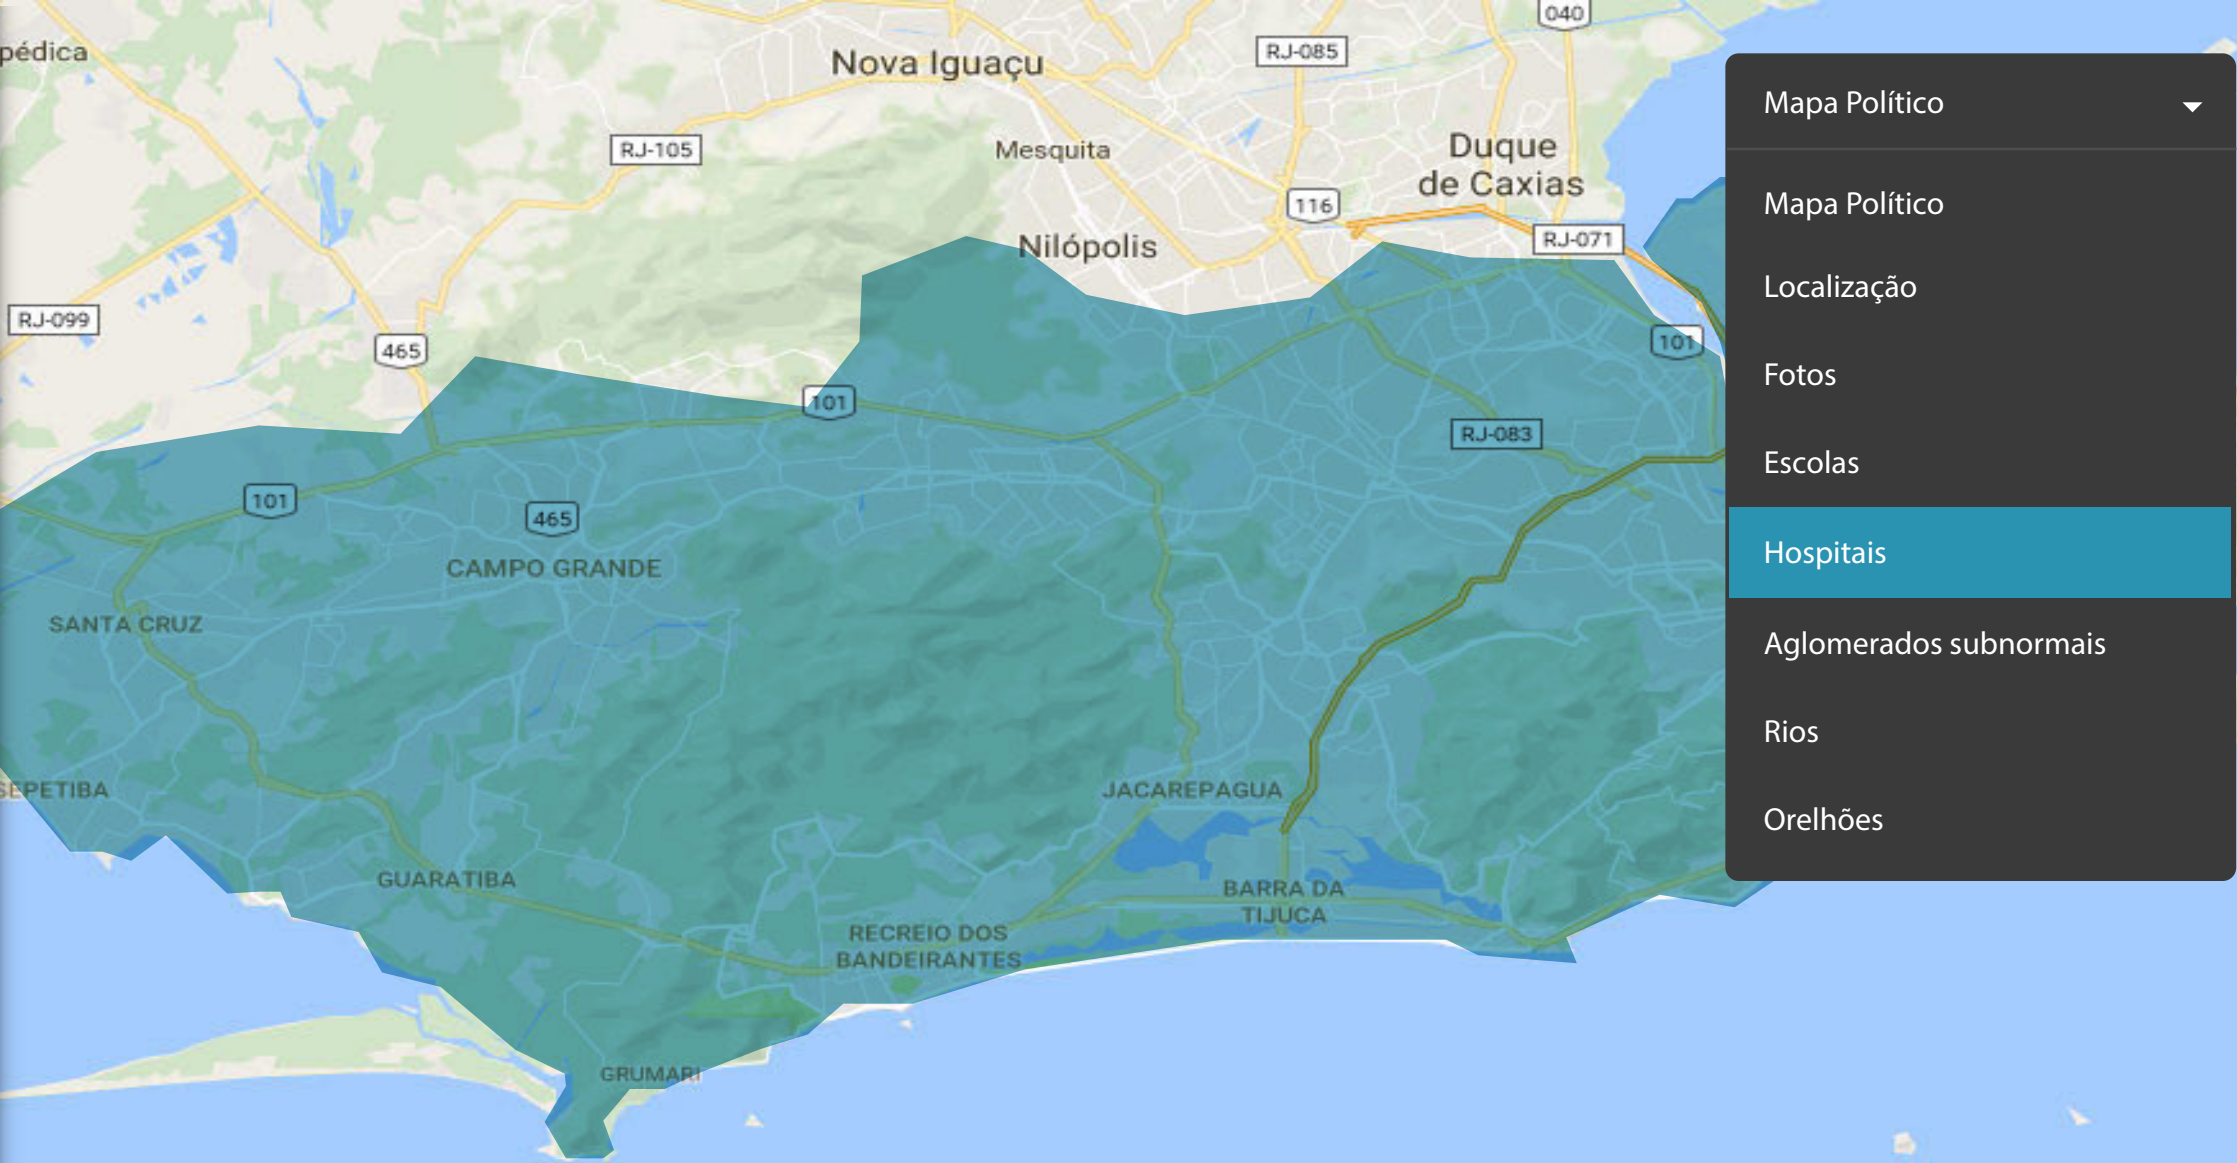 040
pédica
Nova Iguaçu
RJ-085
Mapa Político
RJ-105
Mesquita
Duque
de Caxias
116
Mapa Político
Nilópolis
RJ-071
Localização
RJ-099
465
101
Fotos
101
RJ-083
Escolas
101
465
Hospitais
CAMPO GRANDE
SANTA CRUZ
Aglomerados subnormais
Rios
SEPETIBA
JACAREPAGUA
Orelhões
GUARATIBA
BARRA DA
TIJUCA
RECREIO DOS
BANDEIRANTES
GRUMARI